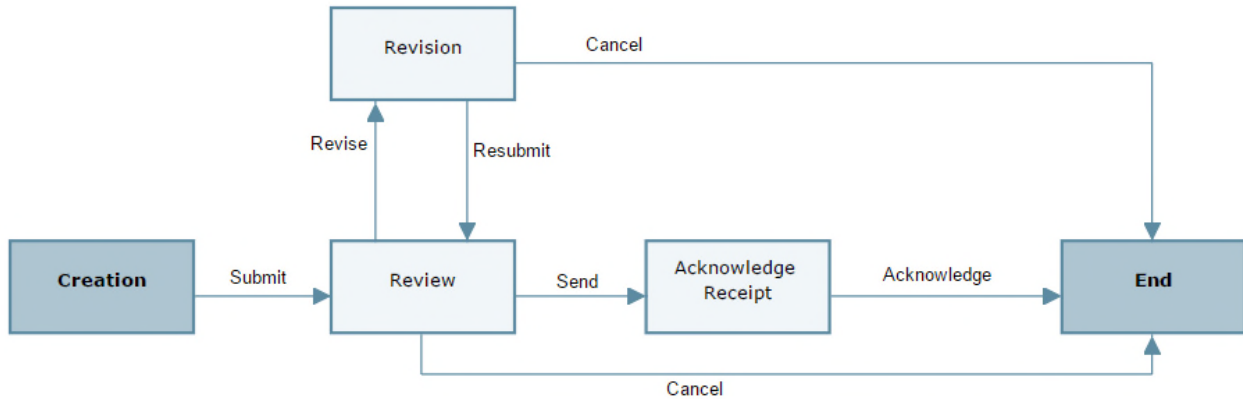 Revision
Cancel
Revise
Resubmit
Creation
Submit
Review
Send
Acknowledge
Receipt
Acknowledge
End
Cancel